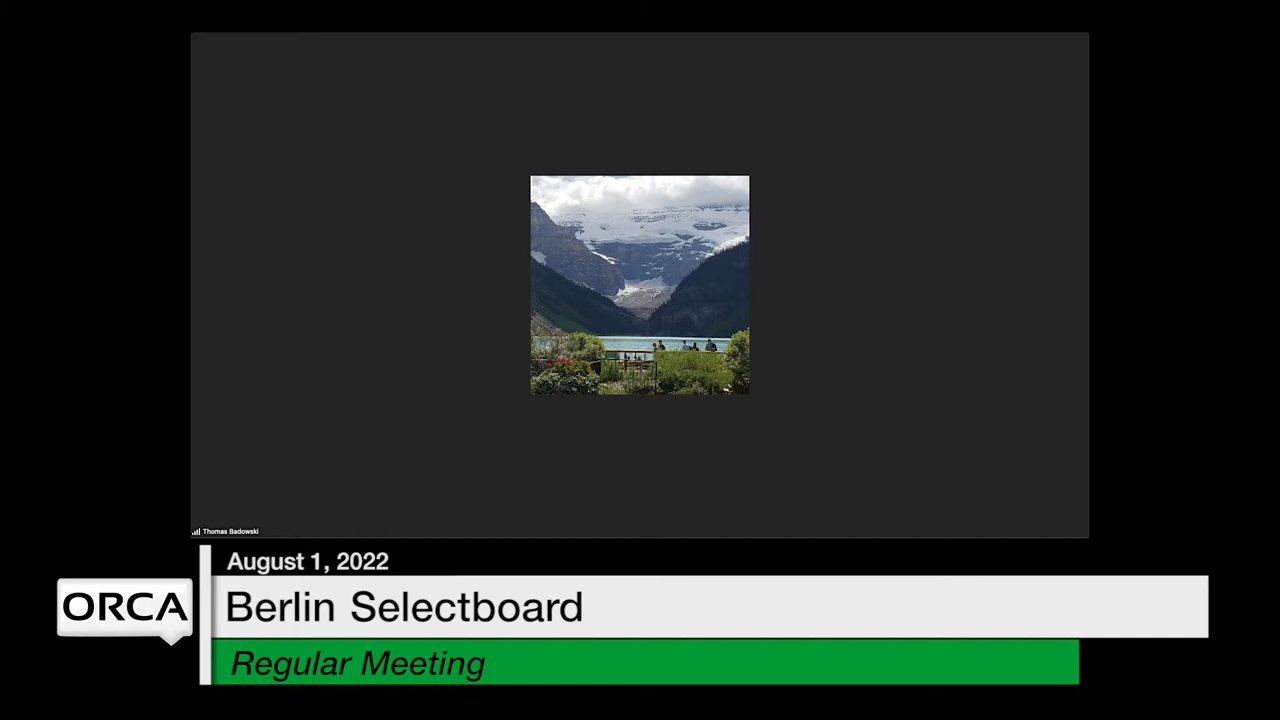 Thomas Badowski
August 1, 2022
ORCA
Berlin Selectboard
Regular Meeting